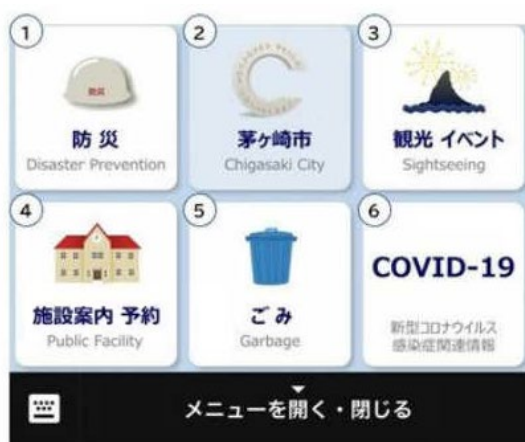 ①
防災
防 災
Disaster Prevention
②
茅ヶ崎市
Chigasaki City
③
観光 イベント
Sightseeing
④
施設案内 予約
Public Facility
⑤
ごみ
Garbage
⑥
COVID-19
新型コロナウイルス
感染症関連情報
メニューを開く・閉じる